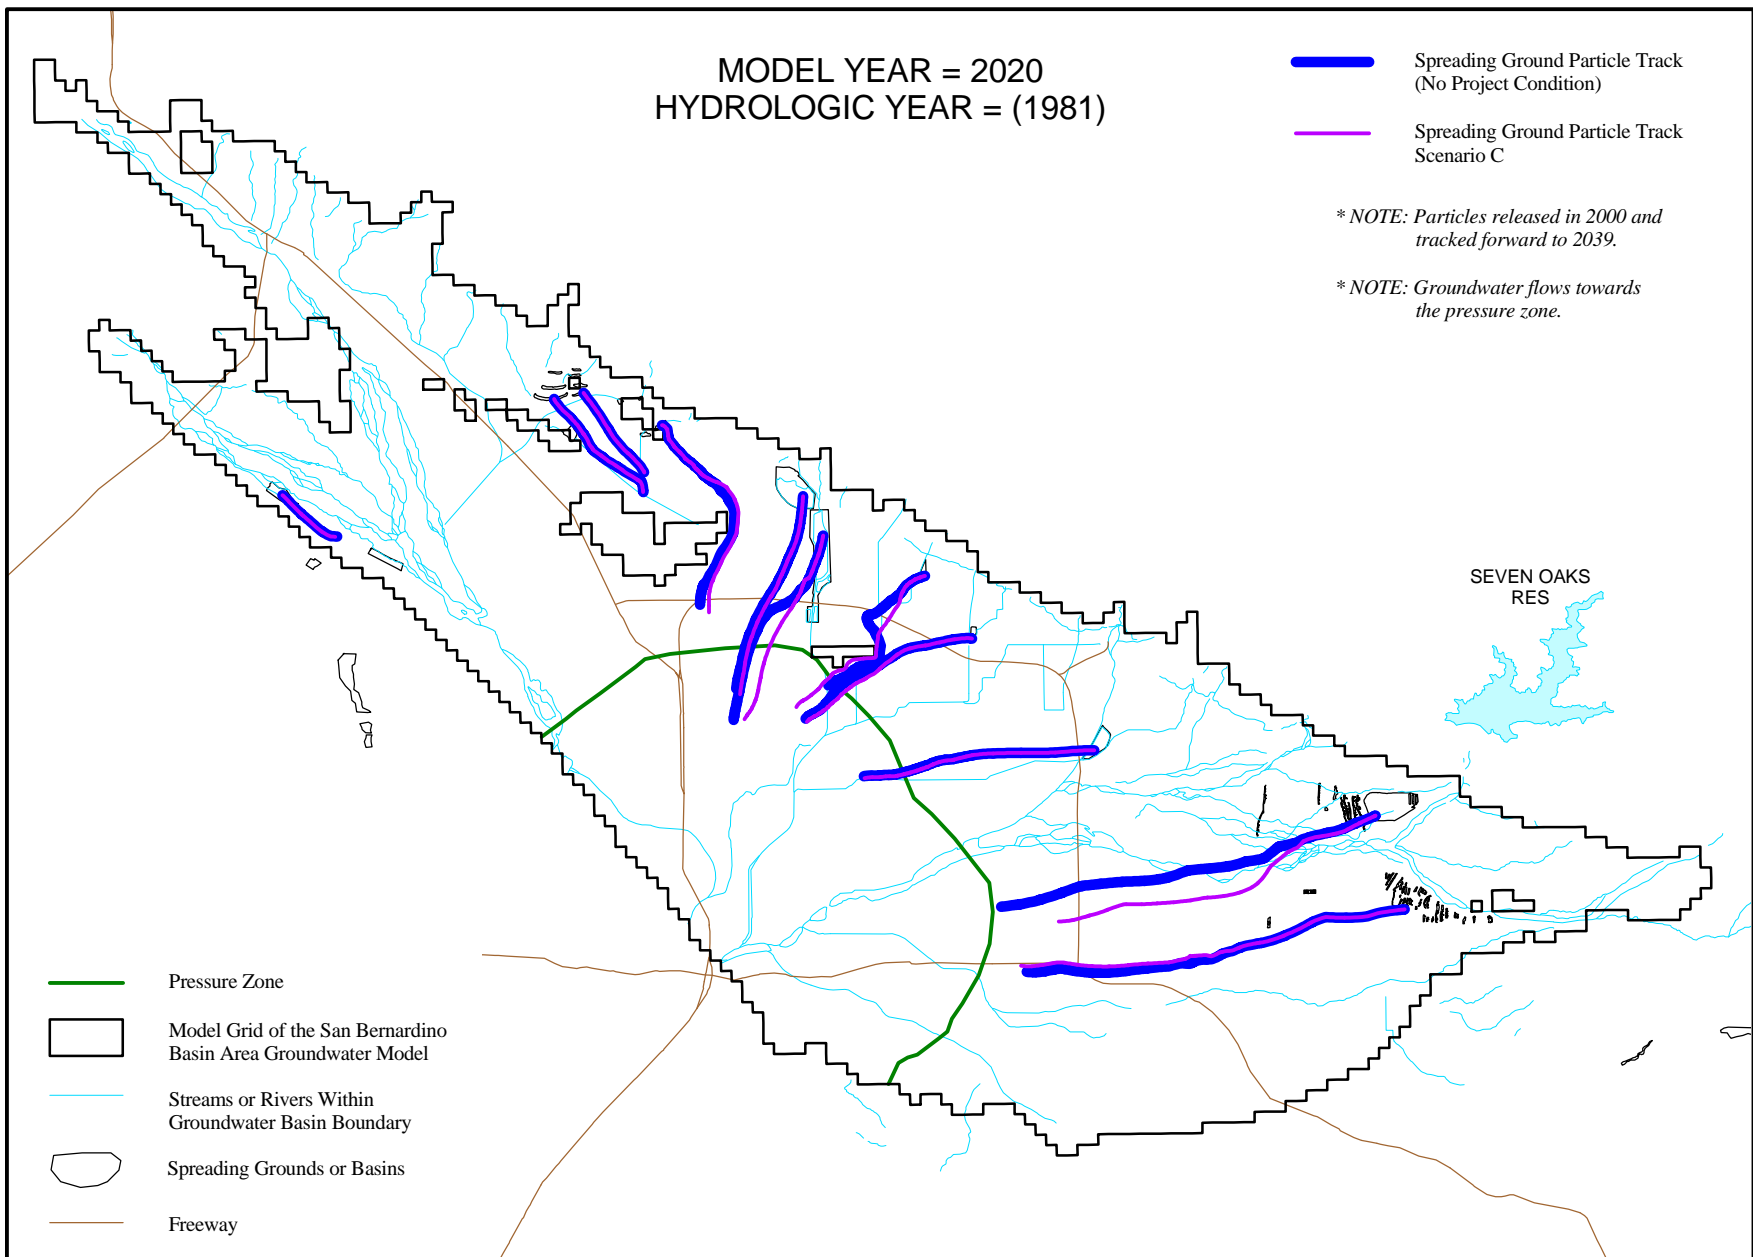 MODEL YEAR = 2020
HYDROLOGIC YEAR = (1981)
Spreading Ground Particle Track
(No Project Condition)
Spreading Ground Particle Track
Scenario C
* NOTE: Particles released in 2000 and
tracked forward to 2039.
* NOTE: Groundwater flows towards
the pressure zone.
SEVEN OAKS
RES
Pressure Zone
Model Grid of the San Bernardino
Basin Area Groundwater Model
Streams or Rivers Within
Groundwater Basin Boundary
Spreading Grounds or Basins
Freeway